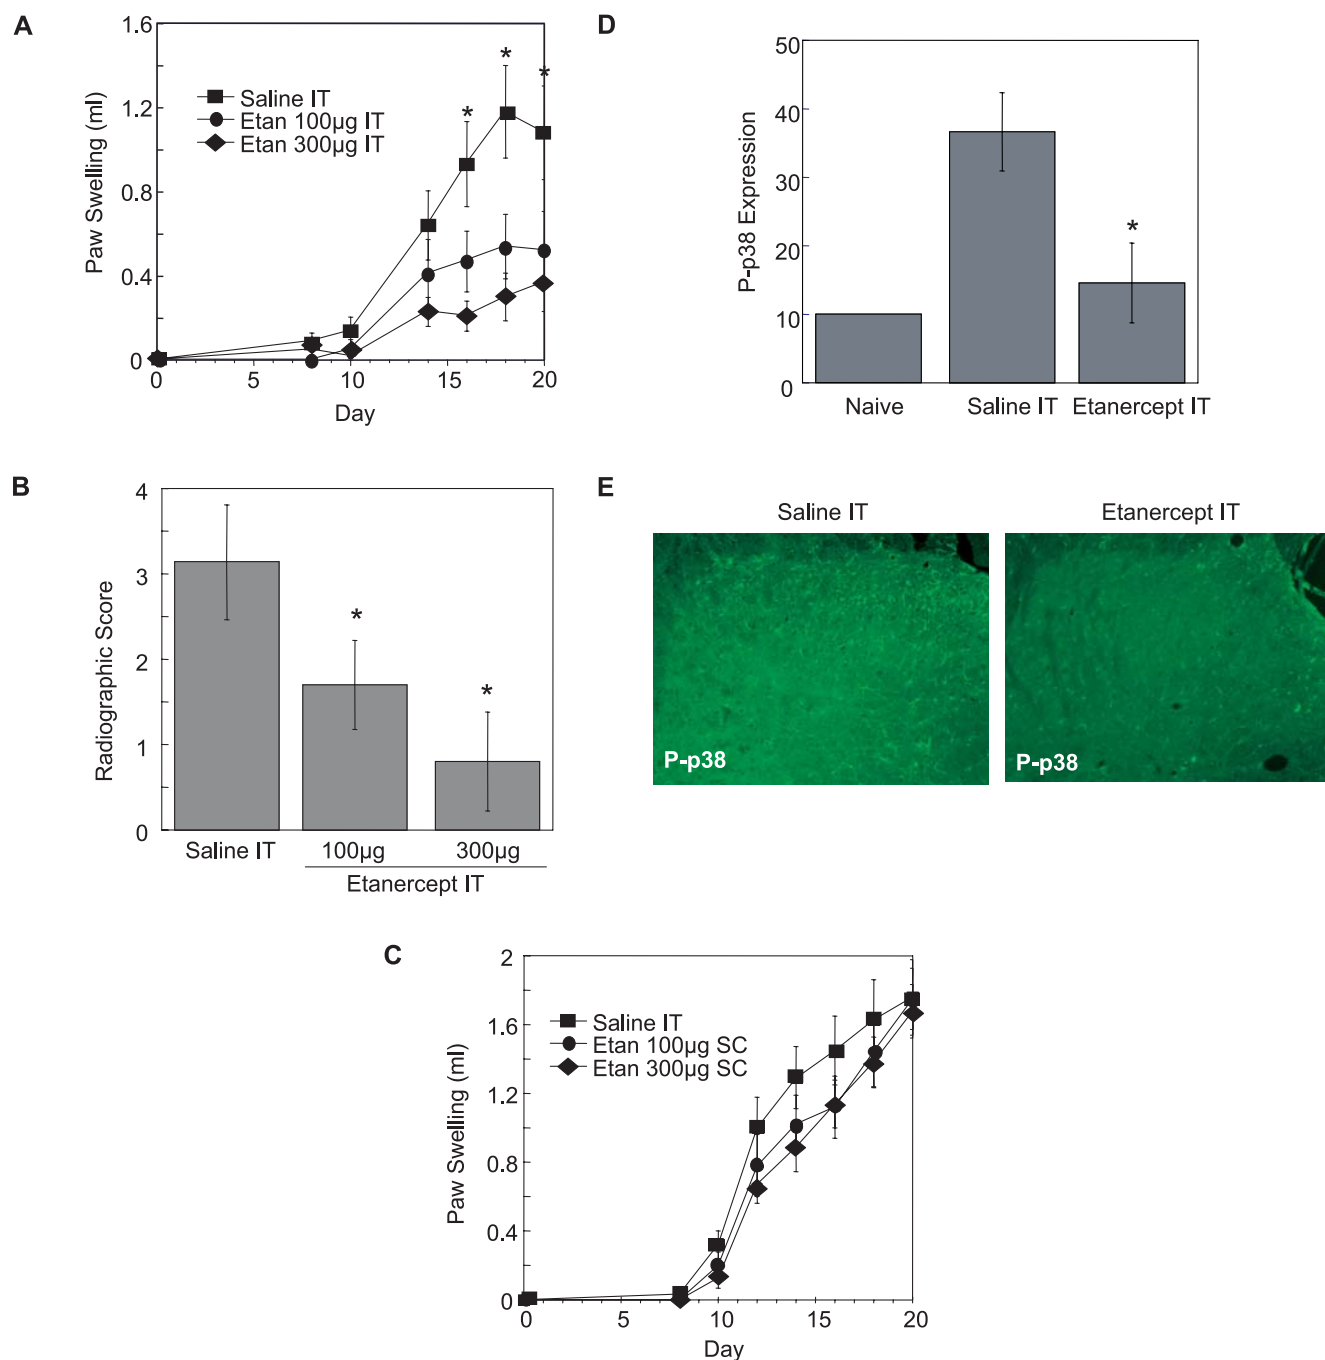 A
1.6
1.2
0.8
0.4
0
Paw Swelling (ml)
Saline IT
Etan 100µg IT
Etan 300µg IT
*
*
*
0 5 10 15 20
Day
D
50
40
30
20
10
0
P-p38 Expression
*
Naive Saline IT Etanercept IT
B
4
3
2
1
0
Radiographic Score
*
*
Saline IT 100µg 300µg
Etanercept IT
E
Saline IT Etanercept IT
P-p38 P-p38
C
2
1.6
1.2
0.8
0.4
0
Paw Swelling (ml)
Saline IT
Etan 100µg SC
Etan 300µg SC
0 5 10 15 20
Day